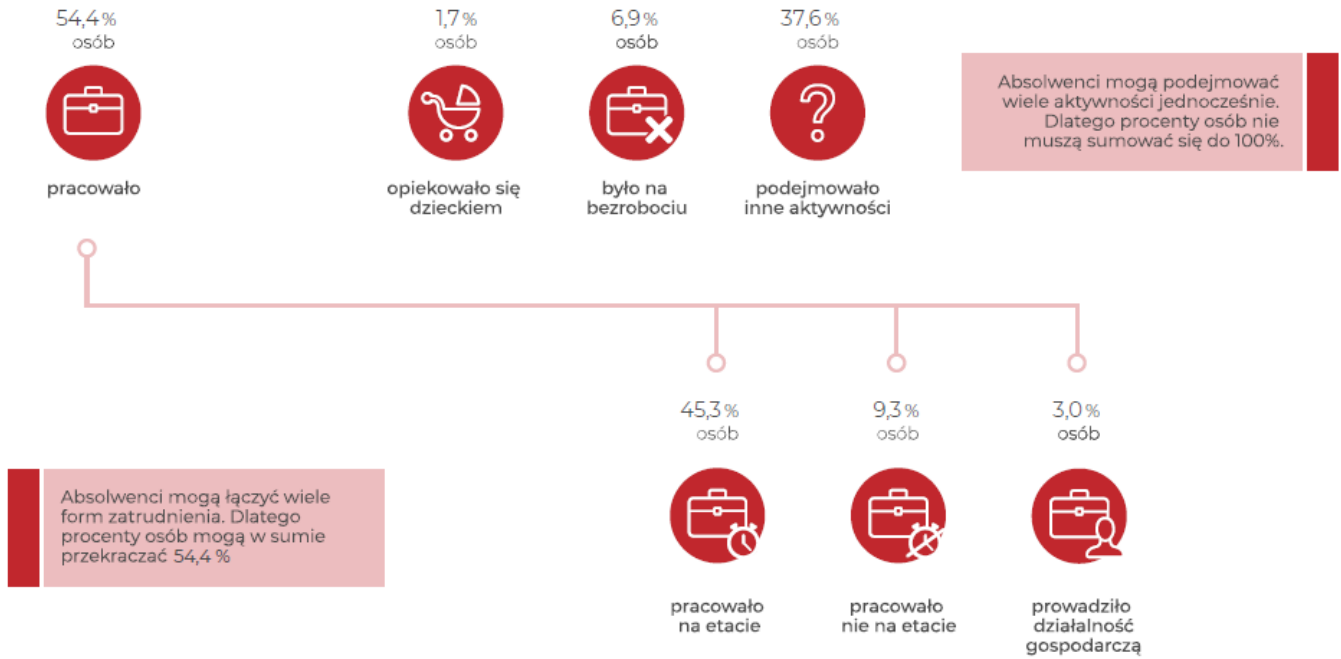 54,4 %
osób
pracowało
1,7 %
osób
opiekowało się
dzieckiem
6,9 %
osób
było na
bezrobociu
37,6 %
osób
podejmowało
inne aktywności
Absolwenci mogą podejmować
wiele aktywności jednocześnie.
Dlatego procenty osób nie
muszą sumować się do 100%.
45,3 %
osób
pracowało
na etacie
9,3 %
osób
pracowało
nie na etacie
3,0 %
osób
prowadziło
działalność
gospodarczą
Absolwenci mogą łączyć wiele
form zatrudnienia. Dlatego
procenty osób mogą w sumie
przekraczać 54,4 %